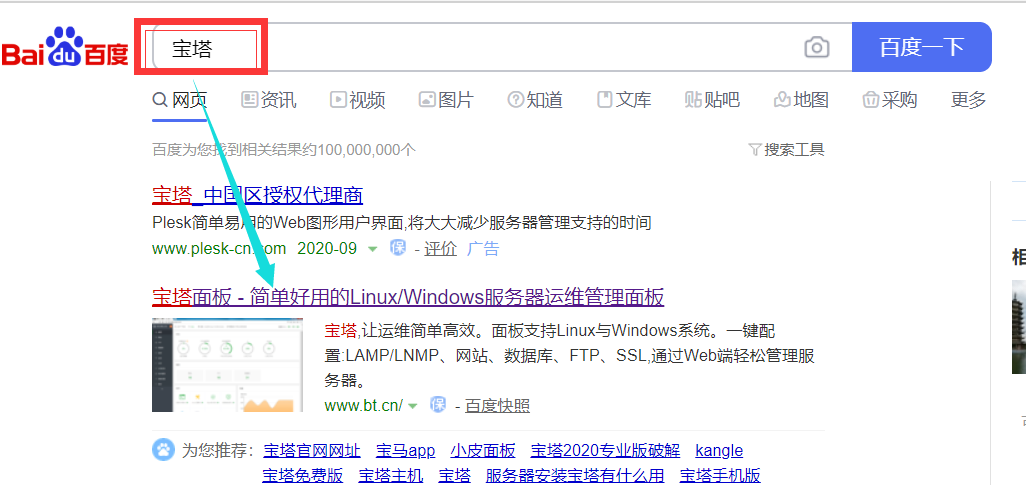 Bai du 百度 宝塔 百度一下
网页 资讯 视频 图片 知道 文库 贴吧 地图 采购 更多
百度为您找到相关结果约100,000,000个 搜索工具
宝塔_中国区授权代理商
Plesk简单易用的Web图形用户界面,将大大减少服务器管理支持的时间
www.plesk-cn.com 2020-09 保 - 评价 广告
宝塔面板 - 简单好用的Linux/Windows服务器运维管理面板
宝塔,让运维简单高效。面板支持Linux与Windows系统。一键配
置:LAMP/LNMP、网站、数据库、FTP、SSL,通过Web端轻松管理服
务器。
www.bt.cn/ 保 - 百度快照
为您推荐： 宝塔官网网址 宝马app 小皮面板 宝塔2020专业版破解 kangle
宝塔免费版 宝塔主机 宝塔 服务器安装宝塔有什么用 宝塔手机版